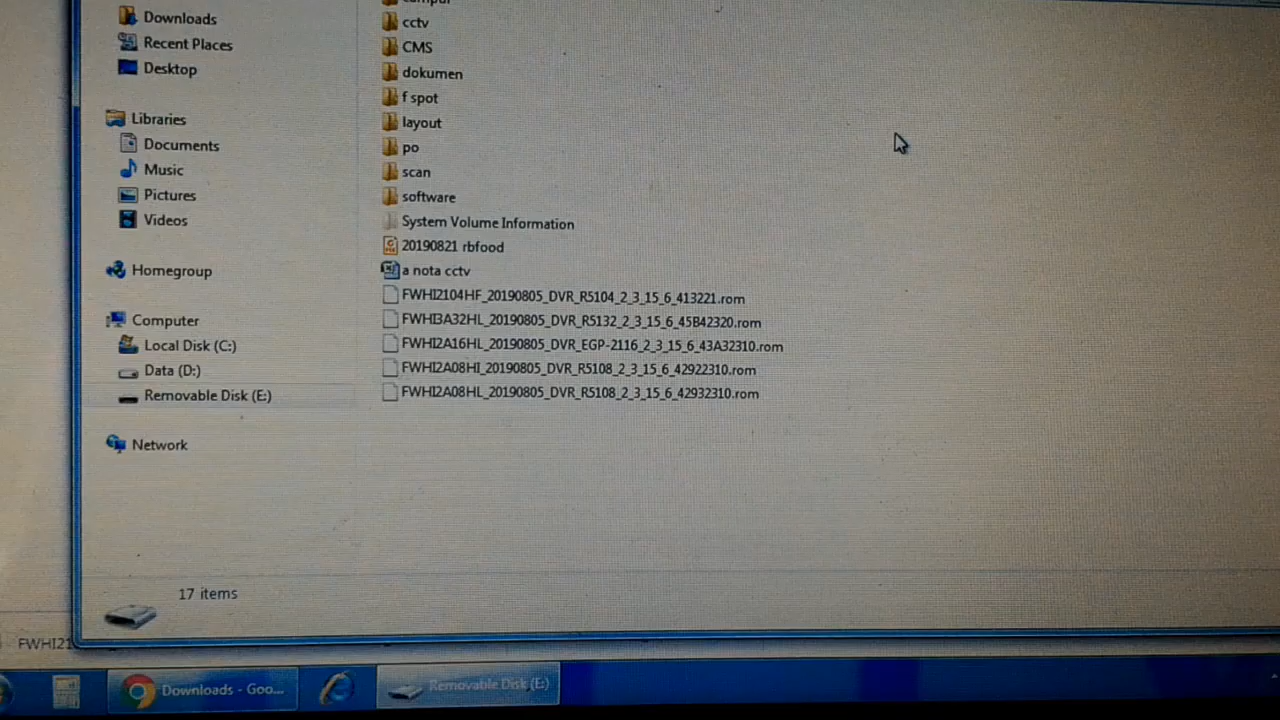 Downloads
Recent Places
Desktop
Libraries
Documents
Music
Pictures
Videos
Homegroup
Computer
Local Disk (C:)
Data (D:)
Removable Disk (E:)
Network
cctv
CMS
dokumen
f spot
layout
po
scan
software
System Volume Information
20190821 rbfood
a nota cctv
FWHI2104HF_20190805_DVR_R5104_2_3_15_6_413221.rom
FWHI3A32HL_20190805_DVR_R5132_2_3_15_6_45B42320.rom
FWHI2A16HL_20190805_DVR_EGP-2116_2_3_15_6_43A32310.rom
FWHI2A08HI_20190805_DVR_R5108_2_3_15_6_42922310.rom
FWHI2A08HL_20190805_DVR_R5108_2_3_15_6_42932310.rom
17 items
FWHI21
Downloads - Goo...
Removable Disk (E:)